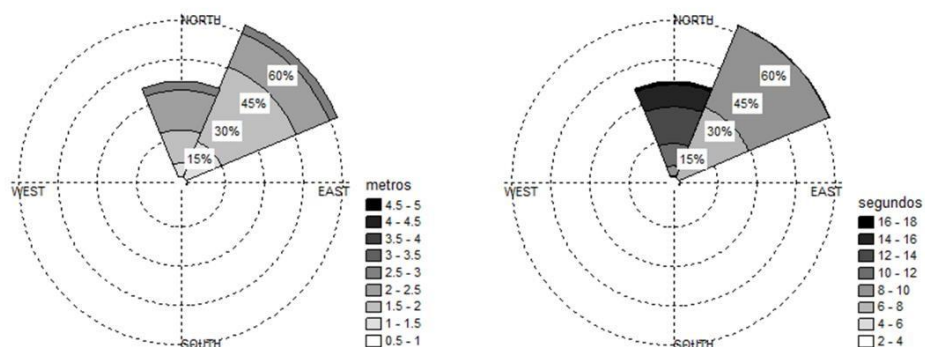 NORTH
60%
45%
30%
15%
WEST
EAST
SOUTH
metros
4.5 - 5
4 - 4.5
3.5 - 4
3 - 3.5
2.5 - 3
2 - 2.5
1.5 - 2
1 - 1.5
0.5 - 1
NORTH
60%
45%
30%
15%
WEST
EAST
SOUTH
segundos
16 - 18
14 - 16
12 - 14
10 - 12
8 - 10
6 - 8
4 - 6
2 - 4